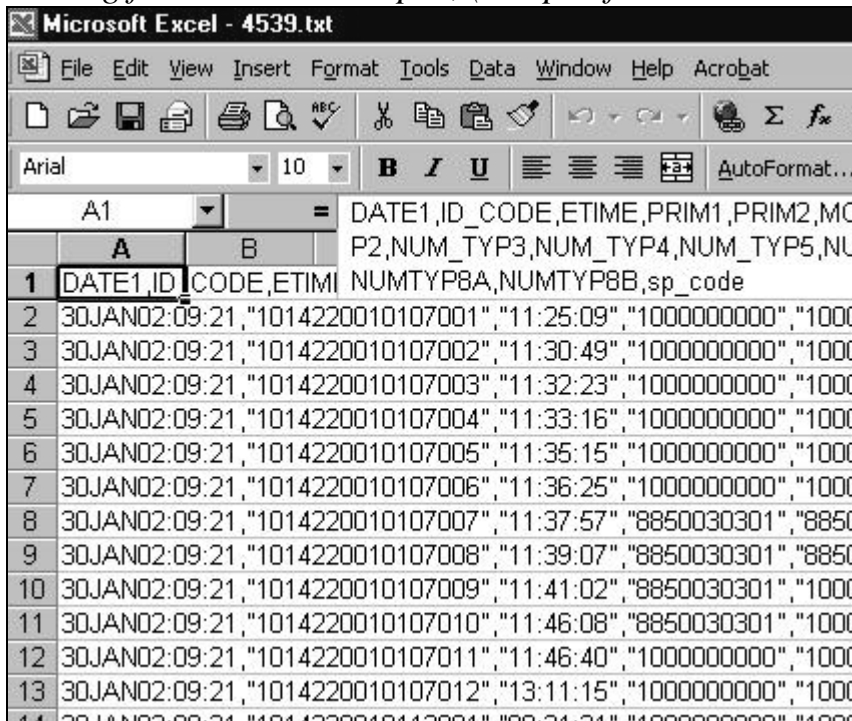 Microsoft Excel - 4539.txt
File Edit View Insert Format Tools Data Window Help Acrobat
ABC Σ fx
Arial 10 B I U a AutoFormat...
A1 = DATE1,ID_CODE,ETIME,PRIM1,PRIM2,MO
P2,NUM_TYP3,NUM_TYP4,NUM_TYP5,NU
NUMTYP8A,NUMTYP8B,sp_code
A B
1 DATE1,ID_CODE,ETIM
2 30JAN02:09:21,"1014220010107001","11:25:09","1000000000","1000
3 30JAN02:09:21,"1014220010107002","11:30:49","1000000000","1000
4 30JAN02:09:21,"1014220010107003","11:32:23","1000000000","1000
5 30JAN02:09:21,"1014220010107004","11:33:16","1000000000","1000
6 30JAN02:09:21,"1014220010107005","11:35:15","1000000000","1000
7 30JAN02:09:21,"1014220010107006","11:36:25","1000000000","1000
8 30JAN02:09:21,"1014220010107007","11:37:57","8850030301","8850
9 30JAN02:09:21,"1014220010107008","11:39:07","8850030301","8850
10 30JAN02:09:21,"1014220010107009","11:41:02","8850030301","1000
11 30JAN02:09:21,"1014220010107010","11:46:08","8850030301","1000
12 30JAN02:09:21,"1014220010107011","11:46:40","1000000000","1000
13 30JAN02:09:21,"1014220010107012","13:11:15","1000000000","1000